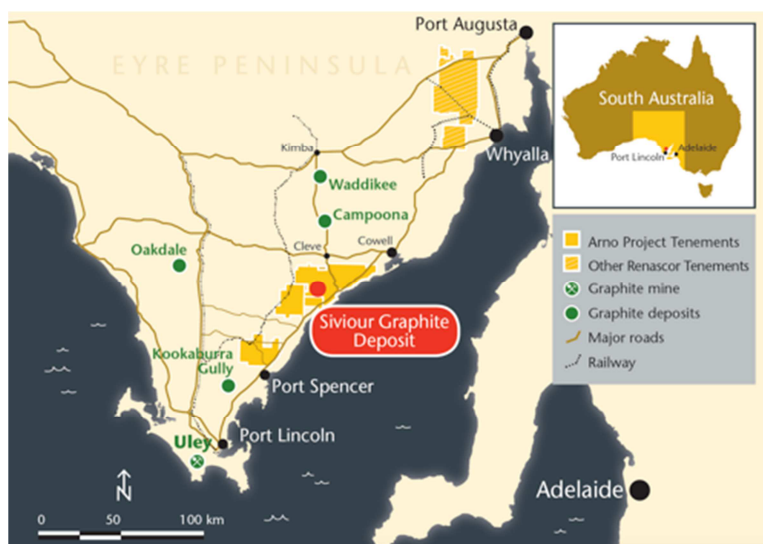 Port Augusta
EYRE PENINSULA
South Australia
Adelaide
Port Lincoln
Kimba
Whyalla
Waddikee
Campoona
Oakdale
Cleve
Cowell
Siviour Graphite
Deposit
Kookaburra
Gully
Port Spencer
Uley
Port Lincoln
N
0 50 100 km
Adelaide
Arno Project Tenements
Other Renascor Tenements
Graphite mine
Graphite deposits
Major roads
Railway